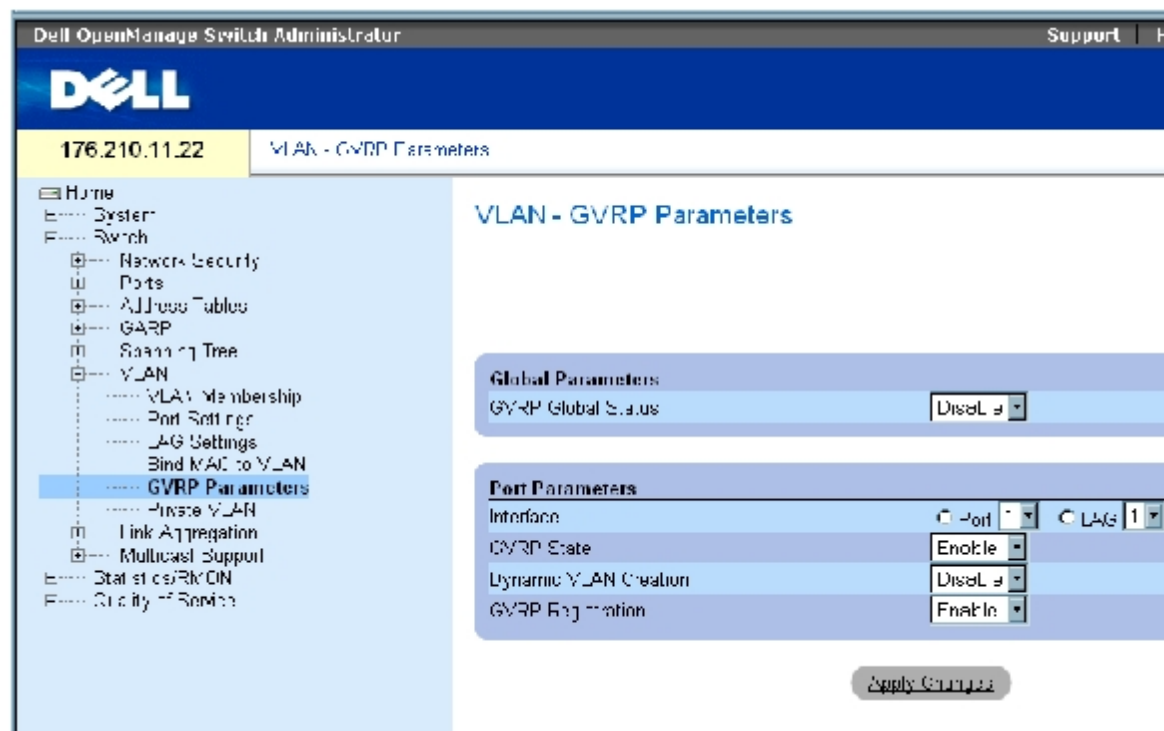 Dell OpenManage Switch Administrator
Support
DELL
176.210.11.22
VLAN - GVRP Parameters
Home
System
Switch
Network Security
Ports
Address Tables
GARP
Spanning Tree
VLAN
VLAN Membership
Port Settings
LAG Settings
Bind MAC to VLAN
GVRP Parameters
Private VLAN
Link Aggregation
Multicast Support
Statistics/RMON
Quality of Service
VLAN - GVRP Parameters
Global Parameters
GVRP Global Status Disable
Port Parameters
Interface Port 1 LAG 1
GVRP State Enable
Dynamic VLAN Creation Disable
GVRP Registration Enable
Apply Changes